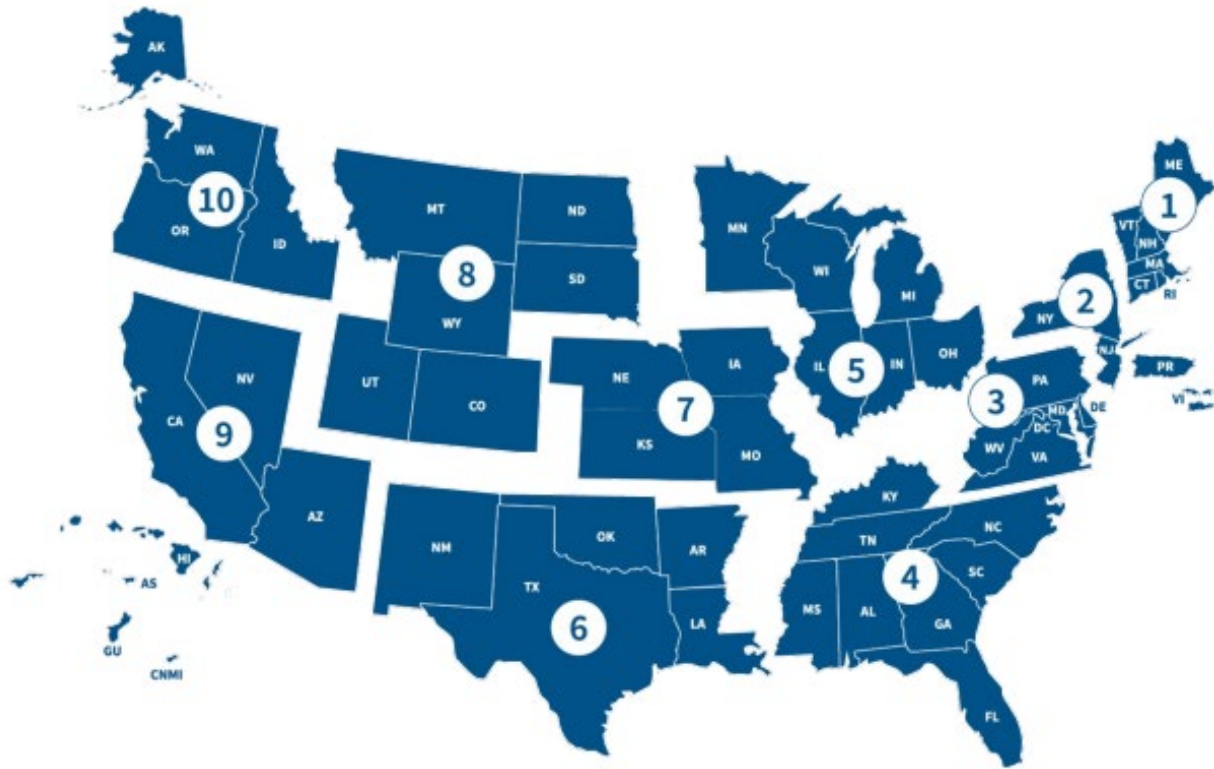 AK
WA
10
OR
ID
MT
ND
8
SD
WY
UT
CO
MN
WI
MI
IL
5
IN
OH
NE
IA
7
KS
MO
ME
1
VT
NH
MA
CT
RI
NY
2
NJ
PR
VI
PA
3
MD
DE
DC
WV
VA
NV
CA
9
AZ
HI
AS
GU
CNMI
NM
OK
AR
TX
6
LA
KY
TN
NC
4
SC
MS
AL
GA
FL